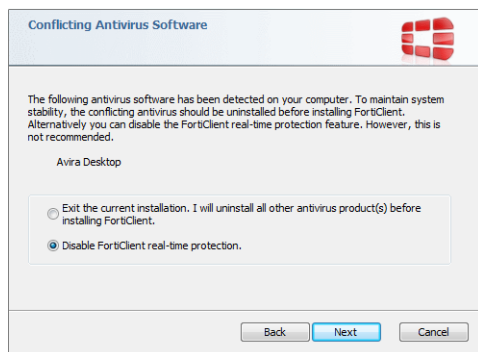 Conflicting Antivirus Software
The following antivirus software has been detected on your computer. To maintain system
stability, the conflicting antivirus should be uninstalled before installing FortiClient.
Alternatively you can disable the FortiClient real-time protection feature. However, this is
not recommended.
Avira Desktop
Exit the current installation. I will uninstall all other antivirus product(s) before
installing FortiClient.
Disable FortiClient real-time protection.
Back
Next
Cancel